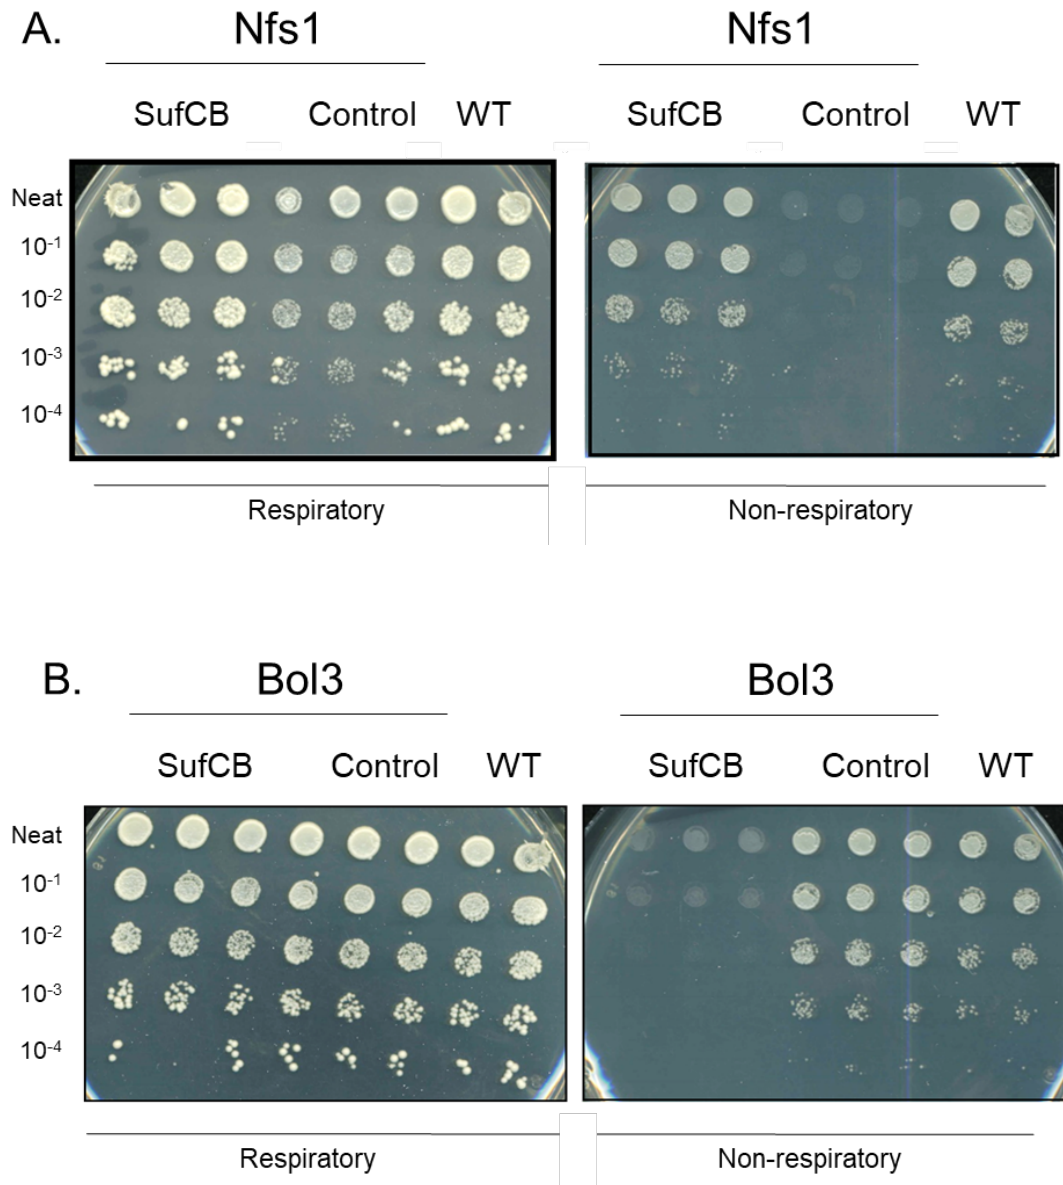 A.
Nfs1 Nfs1
SufCB Control WT SufCB Control WT
Neat
10⁻¹
10⁻²
10⁻³
10⁻⁴
Respiratory Non-respiratory
B.
Bol3 Bol3
SufCB Control WT SufCB Control WT
Neat
10⁻¹
10⁻²
10⁻³
10⁻⁴
Respiratory Non-respiratory